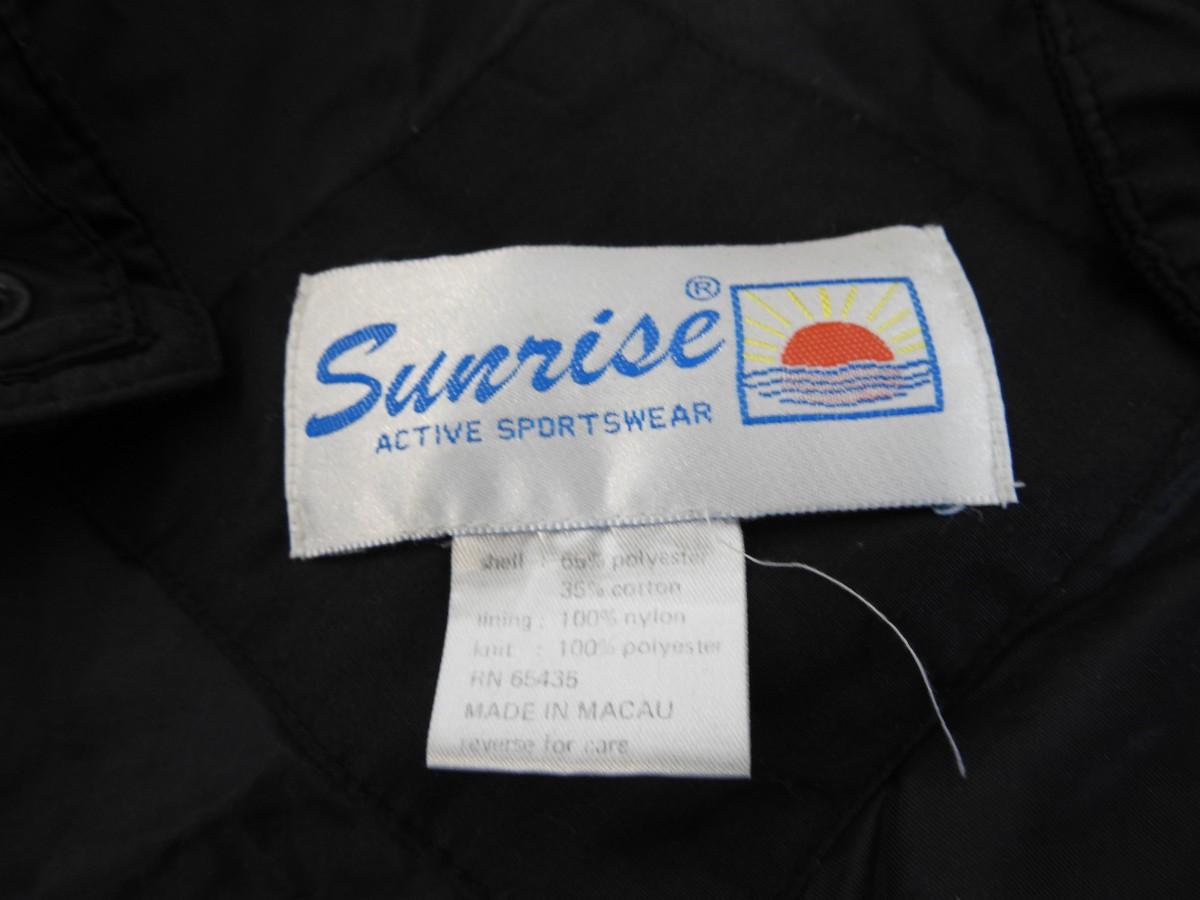 Sunrise ®
ACTIVE SPORTSWEAR
shell : 65% polyester
35% cotton
lining : 100% nylon
knit : 100% polyester
RN 65435
MADE IN MACAU
reverse for care